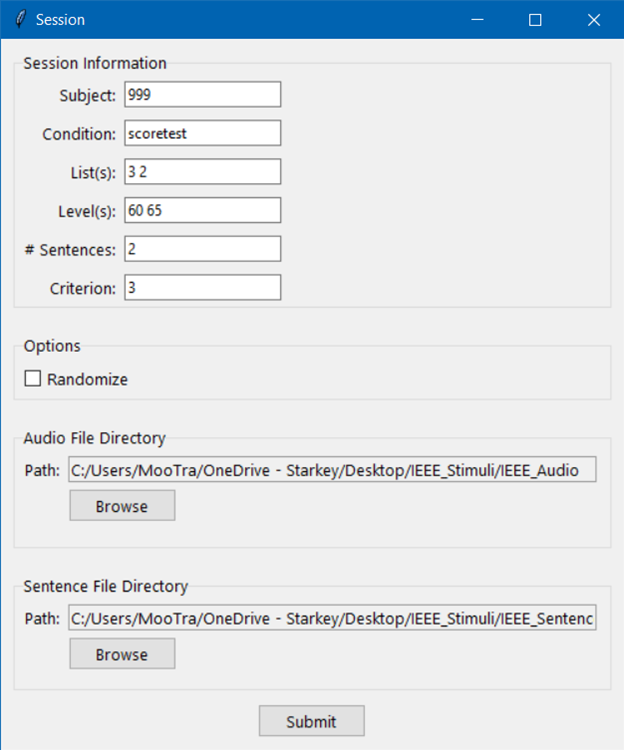 Session
Session Information
Subject: 999
Condition: scoretest
List(s): 3 2
Level(s): 60 65
# Sentences: 2
Criterion: 3
Options
Randomize
Audio File Directory
Path: C:/Users/MooTra/OneDrive - Starkey/Desktop/IEEE_Stimuli/IEEE_Audio
Browse
Sentence File Directory
Path: C:/Users/MooTra/OneDrive - Starkey/Desktop/IEEE_Stimuli/IEEE_Sentenc
Browse
Submit